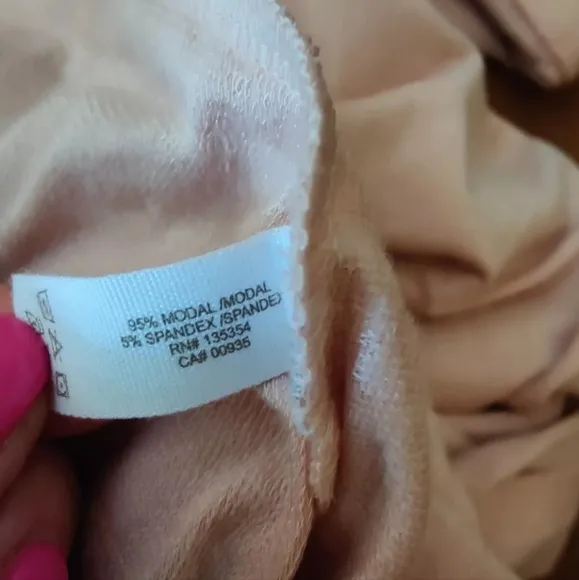 95% MODAL /MODAL
5% SPANDEX /SPANDEX
RN# 135354
CA# 00935